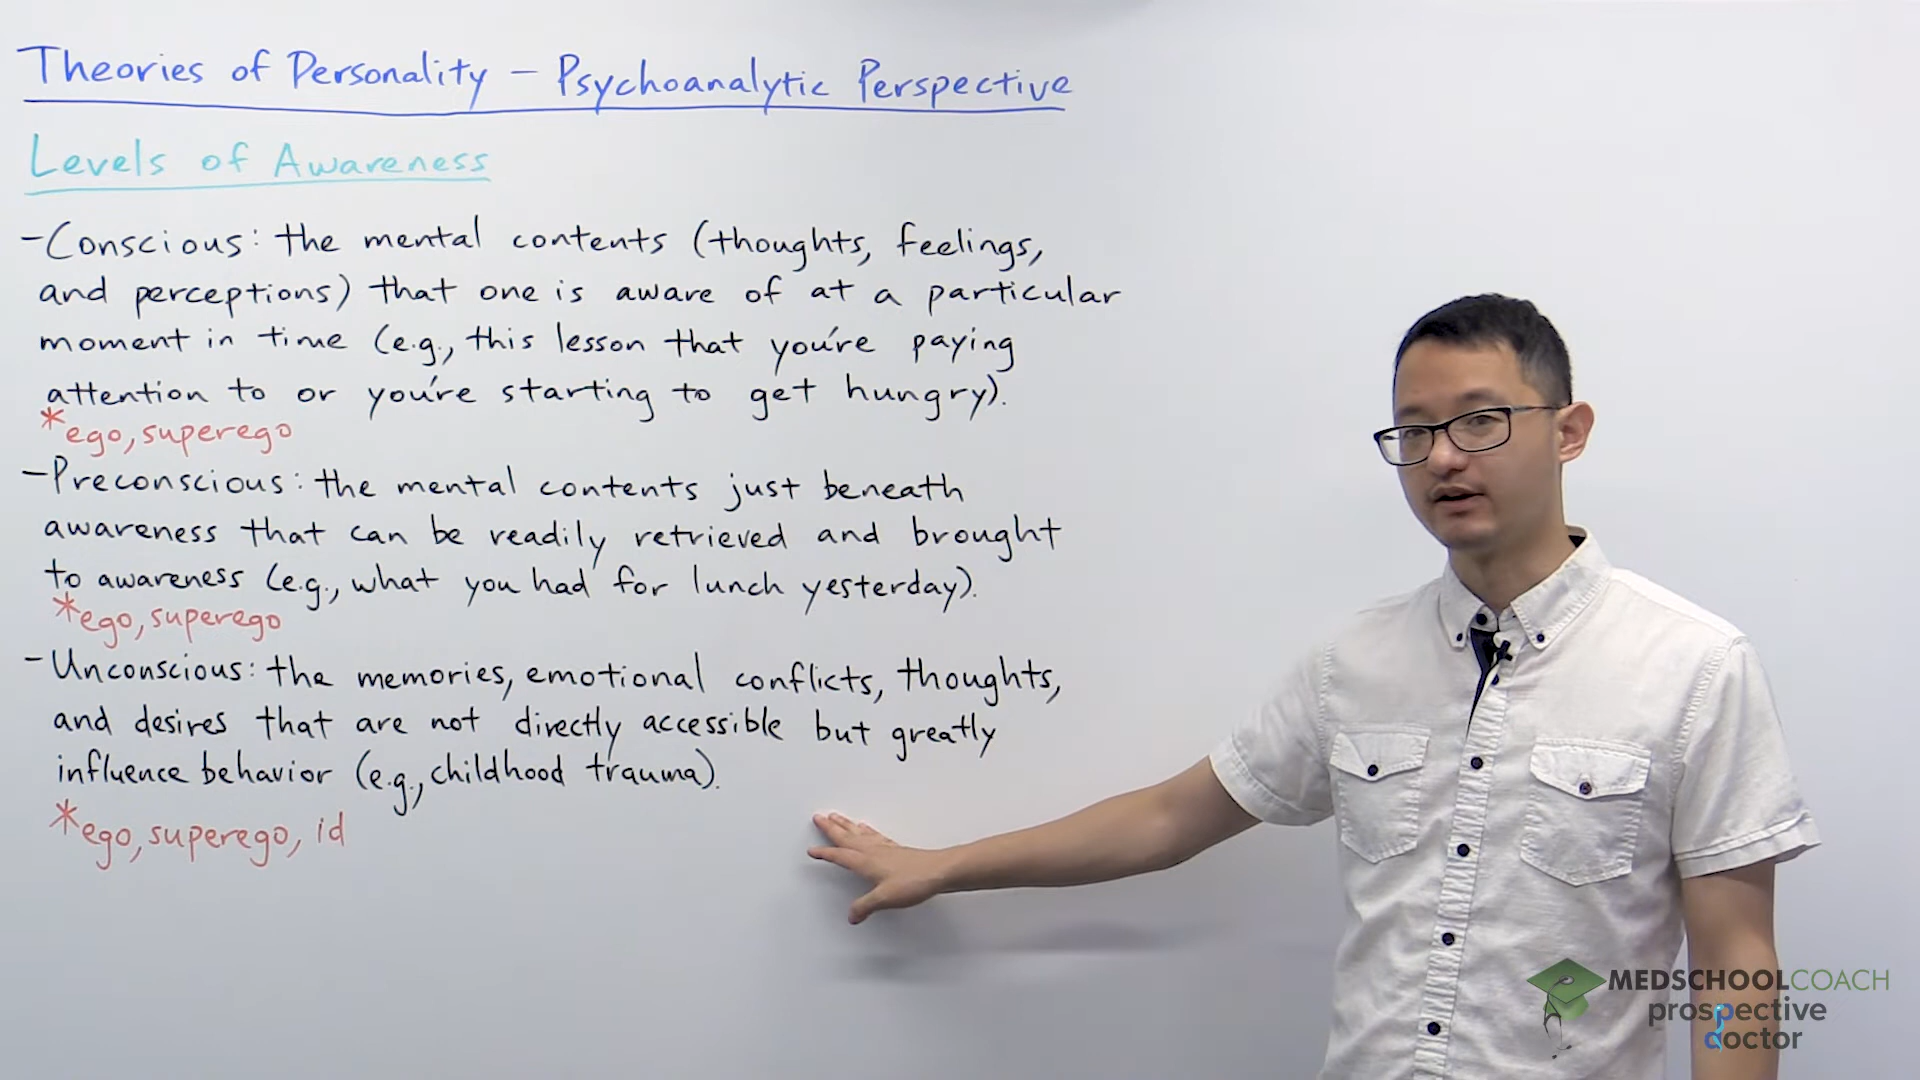 Theories of Personality – Psychoanalytic Perspective
Levels of Awareness
- Conscious: the mental contents (thoughts, feelings,
and perceptions) that one is aware of at a particular
moment in time (e.g., this lesson that you're paying
attention to or you're starting to get hungry).
*ego, superego
- Preconscious: the mental contents just beneath
awareness that can be readily retrieved and brought
to awareness (e.g., what you had for lunch yesterday).
*ego, superego
- Unconscious: the memories, emotional conflicts, thoughts,
and desires that are not directly accessible but greatly
influence behavior (e.g., childhood trauma).
*ego, superego, id
MEDSCHOOLCOACH
prospective
doctor